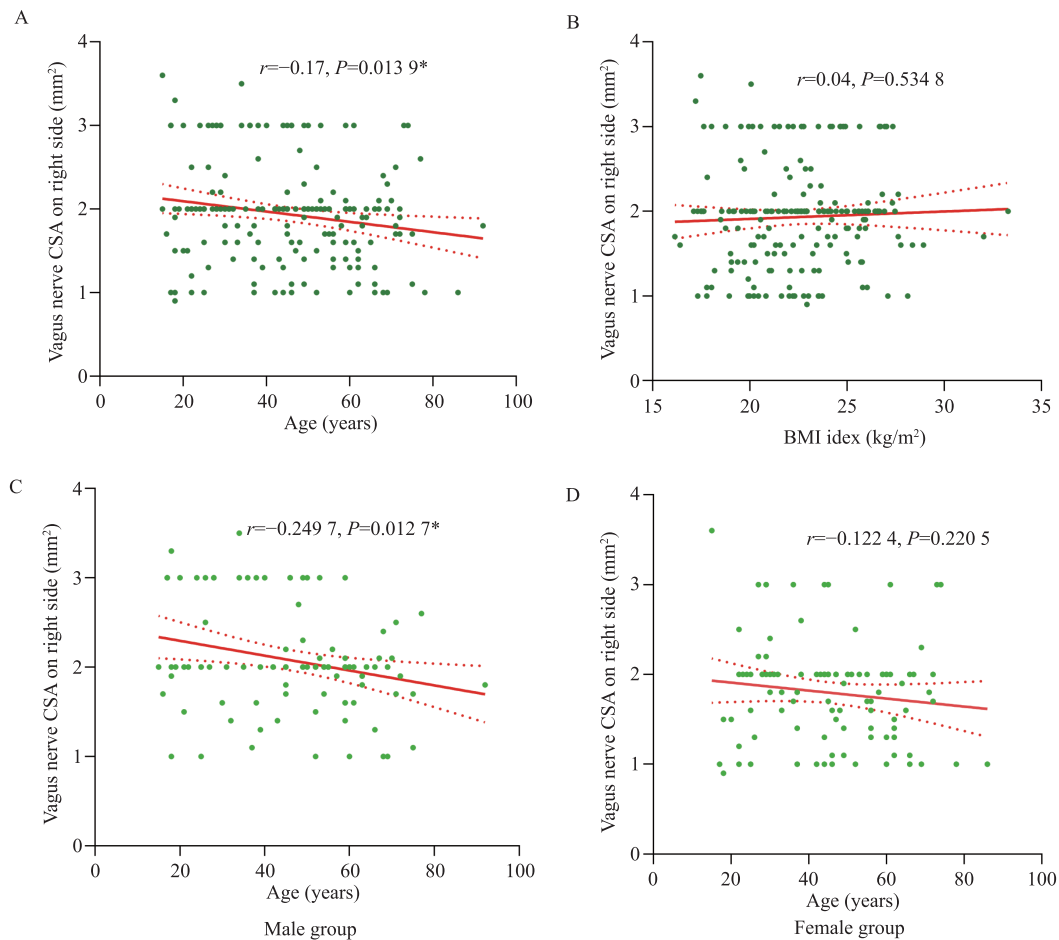 A
r=−0.17, P=0.013 9*
Vagus nerve CSA on right side (mm²)
4
3
2
1
0
0 20 40 60 80 100
Age (years)
B
r=0.04, P=0.534 8
Vagus nerve CSA on right side (mm²)
4
3
2
1
0
15 20 25 30 35
BMI idex (kg/m²)
C
r=−0.249 7, P=0.012 7*
Vagus nerve CSA on right side (mm²)
4
3
2
1
0
0 20 40 60 80 100
Age (years)
Male group
D
r=−0.122 4, P=0.220 5
Vagus nerve CSA on right side (mm²)
4
3
2
1
0
0 20 40 60 80 100
Age (years)
Female group